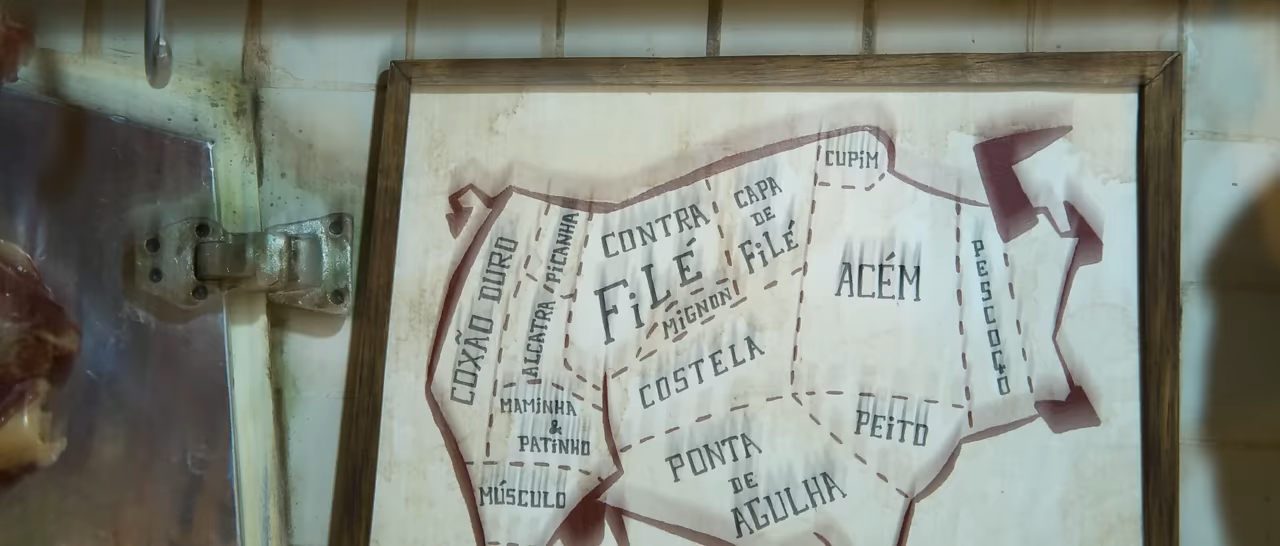 CUPiM
CAPA
DE
FiLÉ
CONTRA
FiLÉ
MiGNON
COXÃO DURO
ALCATRA / PiCANHA
ACÉM
PESCOÇO
COSTELA
MAMiNHA
&
PATiNHO
PEiTO
PONTA
DE
AGULHA
MÚSCULO